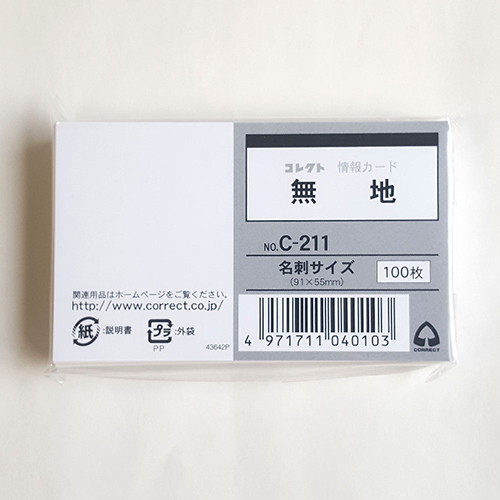 コレクト 情報カード
無地
NO. C-211
名刺サイズ
(91×55mm)
100枚
関連用品はホームページをご覧ください。
http://www.correct.co.jp/
紙 :説明書
プラ :外袋
PP
43642P
4 971711 040103
CORRECT